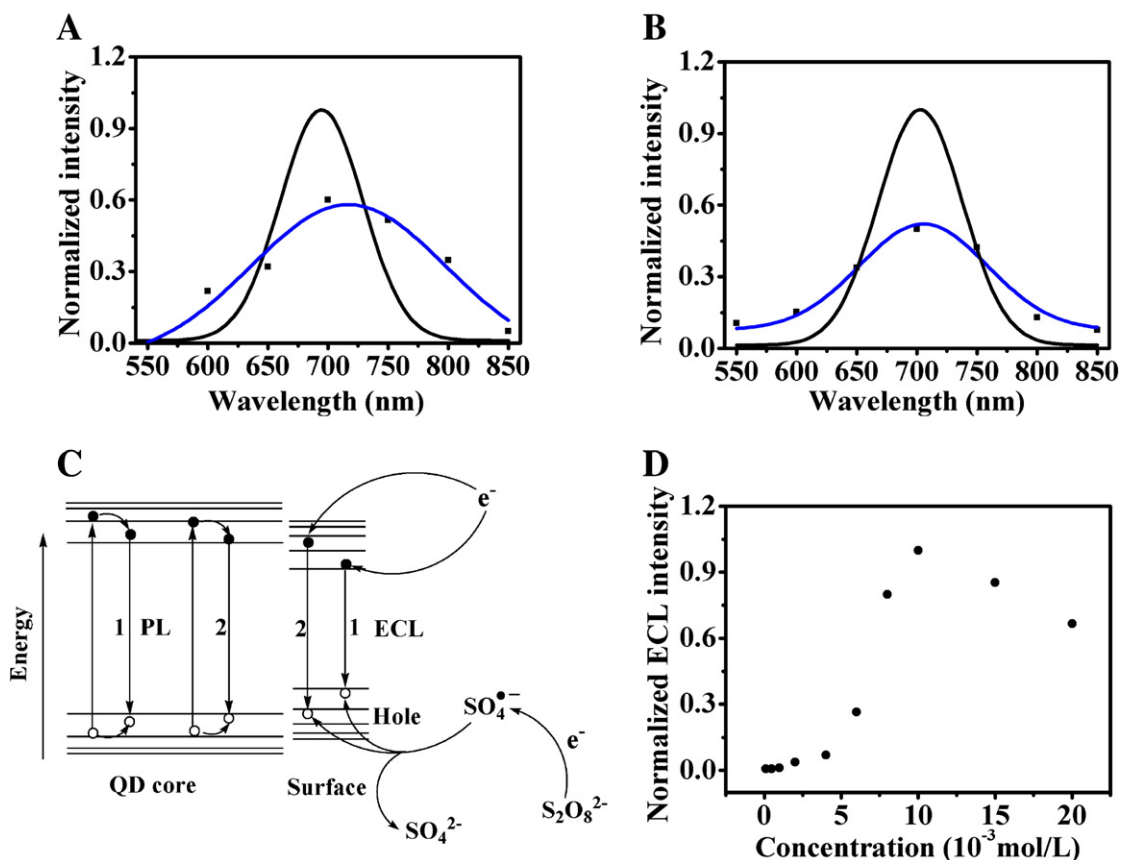 A
Normalized intensity
1.2
0.9
0.6
0.3
0.0
550 600 650 700 750 800 850
Wavelength (nm)
B
Normalized intensity
1.2
0.9
0.6
0.3
0.0
550 600 650 700 750 800 850
Wavelength (nm)
C
Energy
1 PL 2
2 1 ECL
e⁻
Hole
SO₄•⁻
e⁻
QD core
Surface
S₂O₈²⁻
SO₄²⁻
D
Normalized ECL intensity
1.2
0.9
0.6
0.3
0.0
0 5 10 15 20
Concentration (10⁻³mol/L)